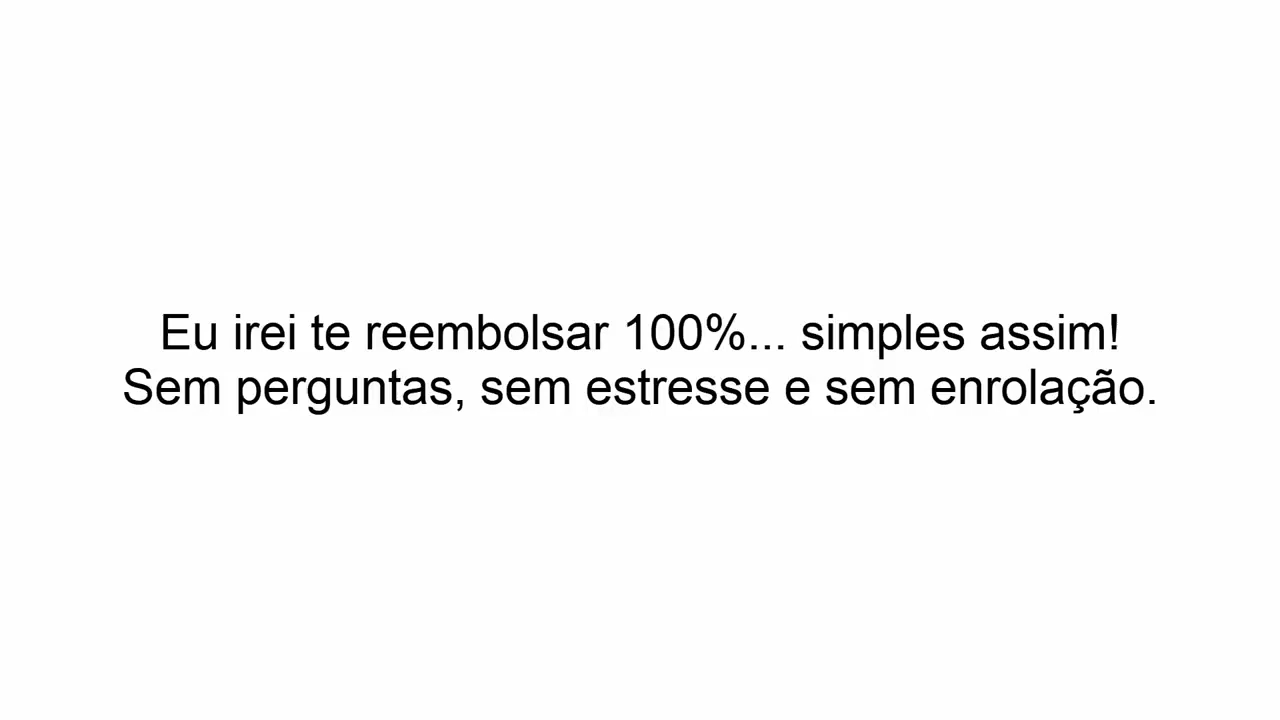 Eu irei te reembolsar 100%... simples assim!
Sem perguntas, sem estresse e sem enrolação.